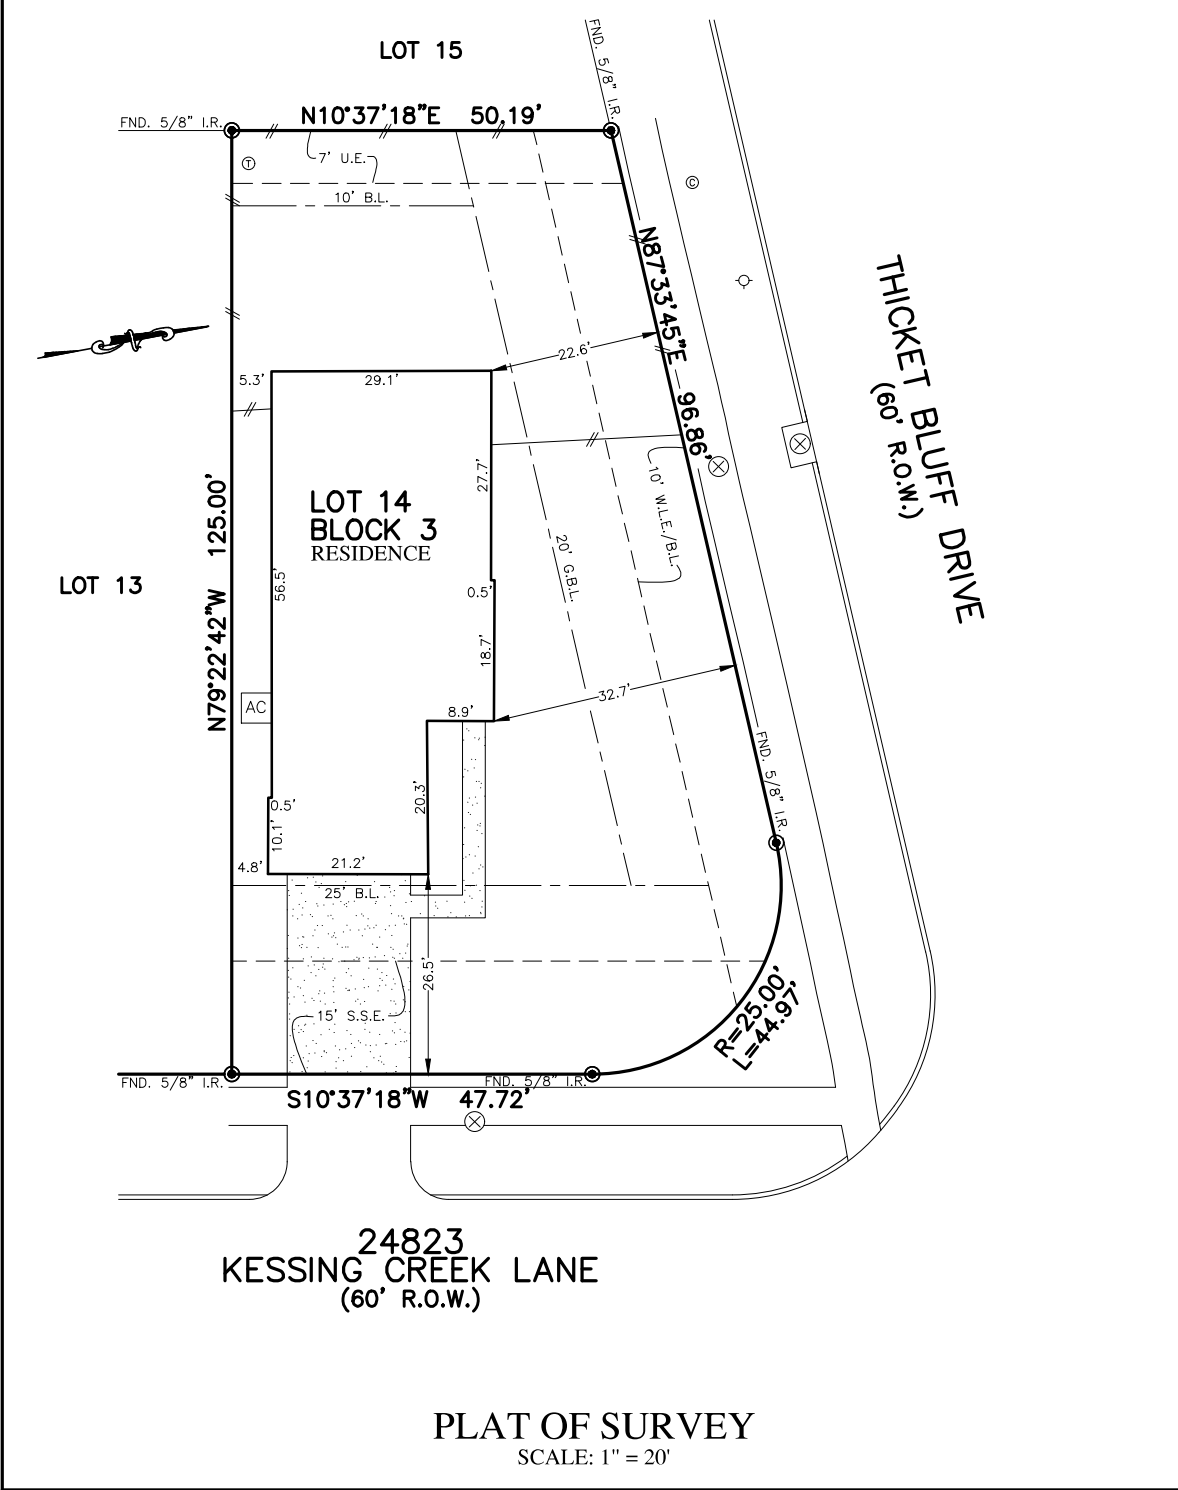 LOT 15
FND. 5/8" I.R.
N10°37'18"E 50.19'
FND. 5/8" I.R.
T
7' U.E.
10' B.L.
C
N87°33'45"E 96.86'
THICKET BLUFF DRIVE
(60' R.O.W.)
22.6'
5.3'
29.1'
27.7'
10' W.L.E./B.L.
LOT 14
BLOCK 3
RESIDENCE
20' G.B.L.
LOT 13
N79°22'42"W 125.00'
56.5'
0.5'
18.7'
32.7'
AC
8.9'
FND. 5/8" I.R.
20.3'
0.5'
10.1'
4.8'
21.2'
25' B.L.
26.5'
15' S.S.E.
R=25.00'
L=44.97'
FND. 5/8" I.R.
FND. 5/8" I.R.
S10°37'18"W 47.72'
24823
KESSING CREEK LANE
(60' R.O.W.)
PLAT OF SURVEY
SCALE: 1" = 20'